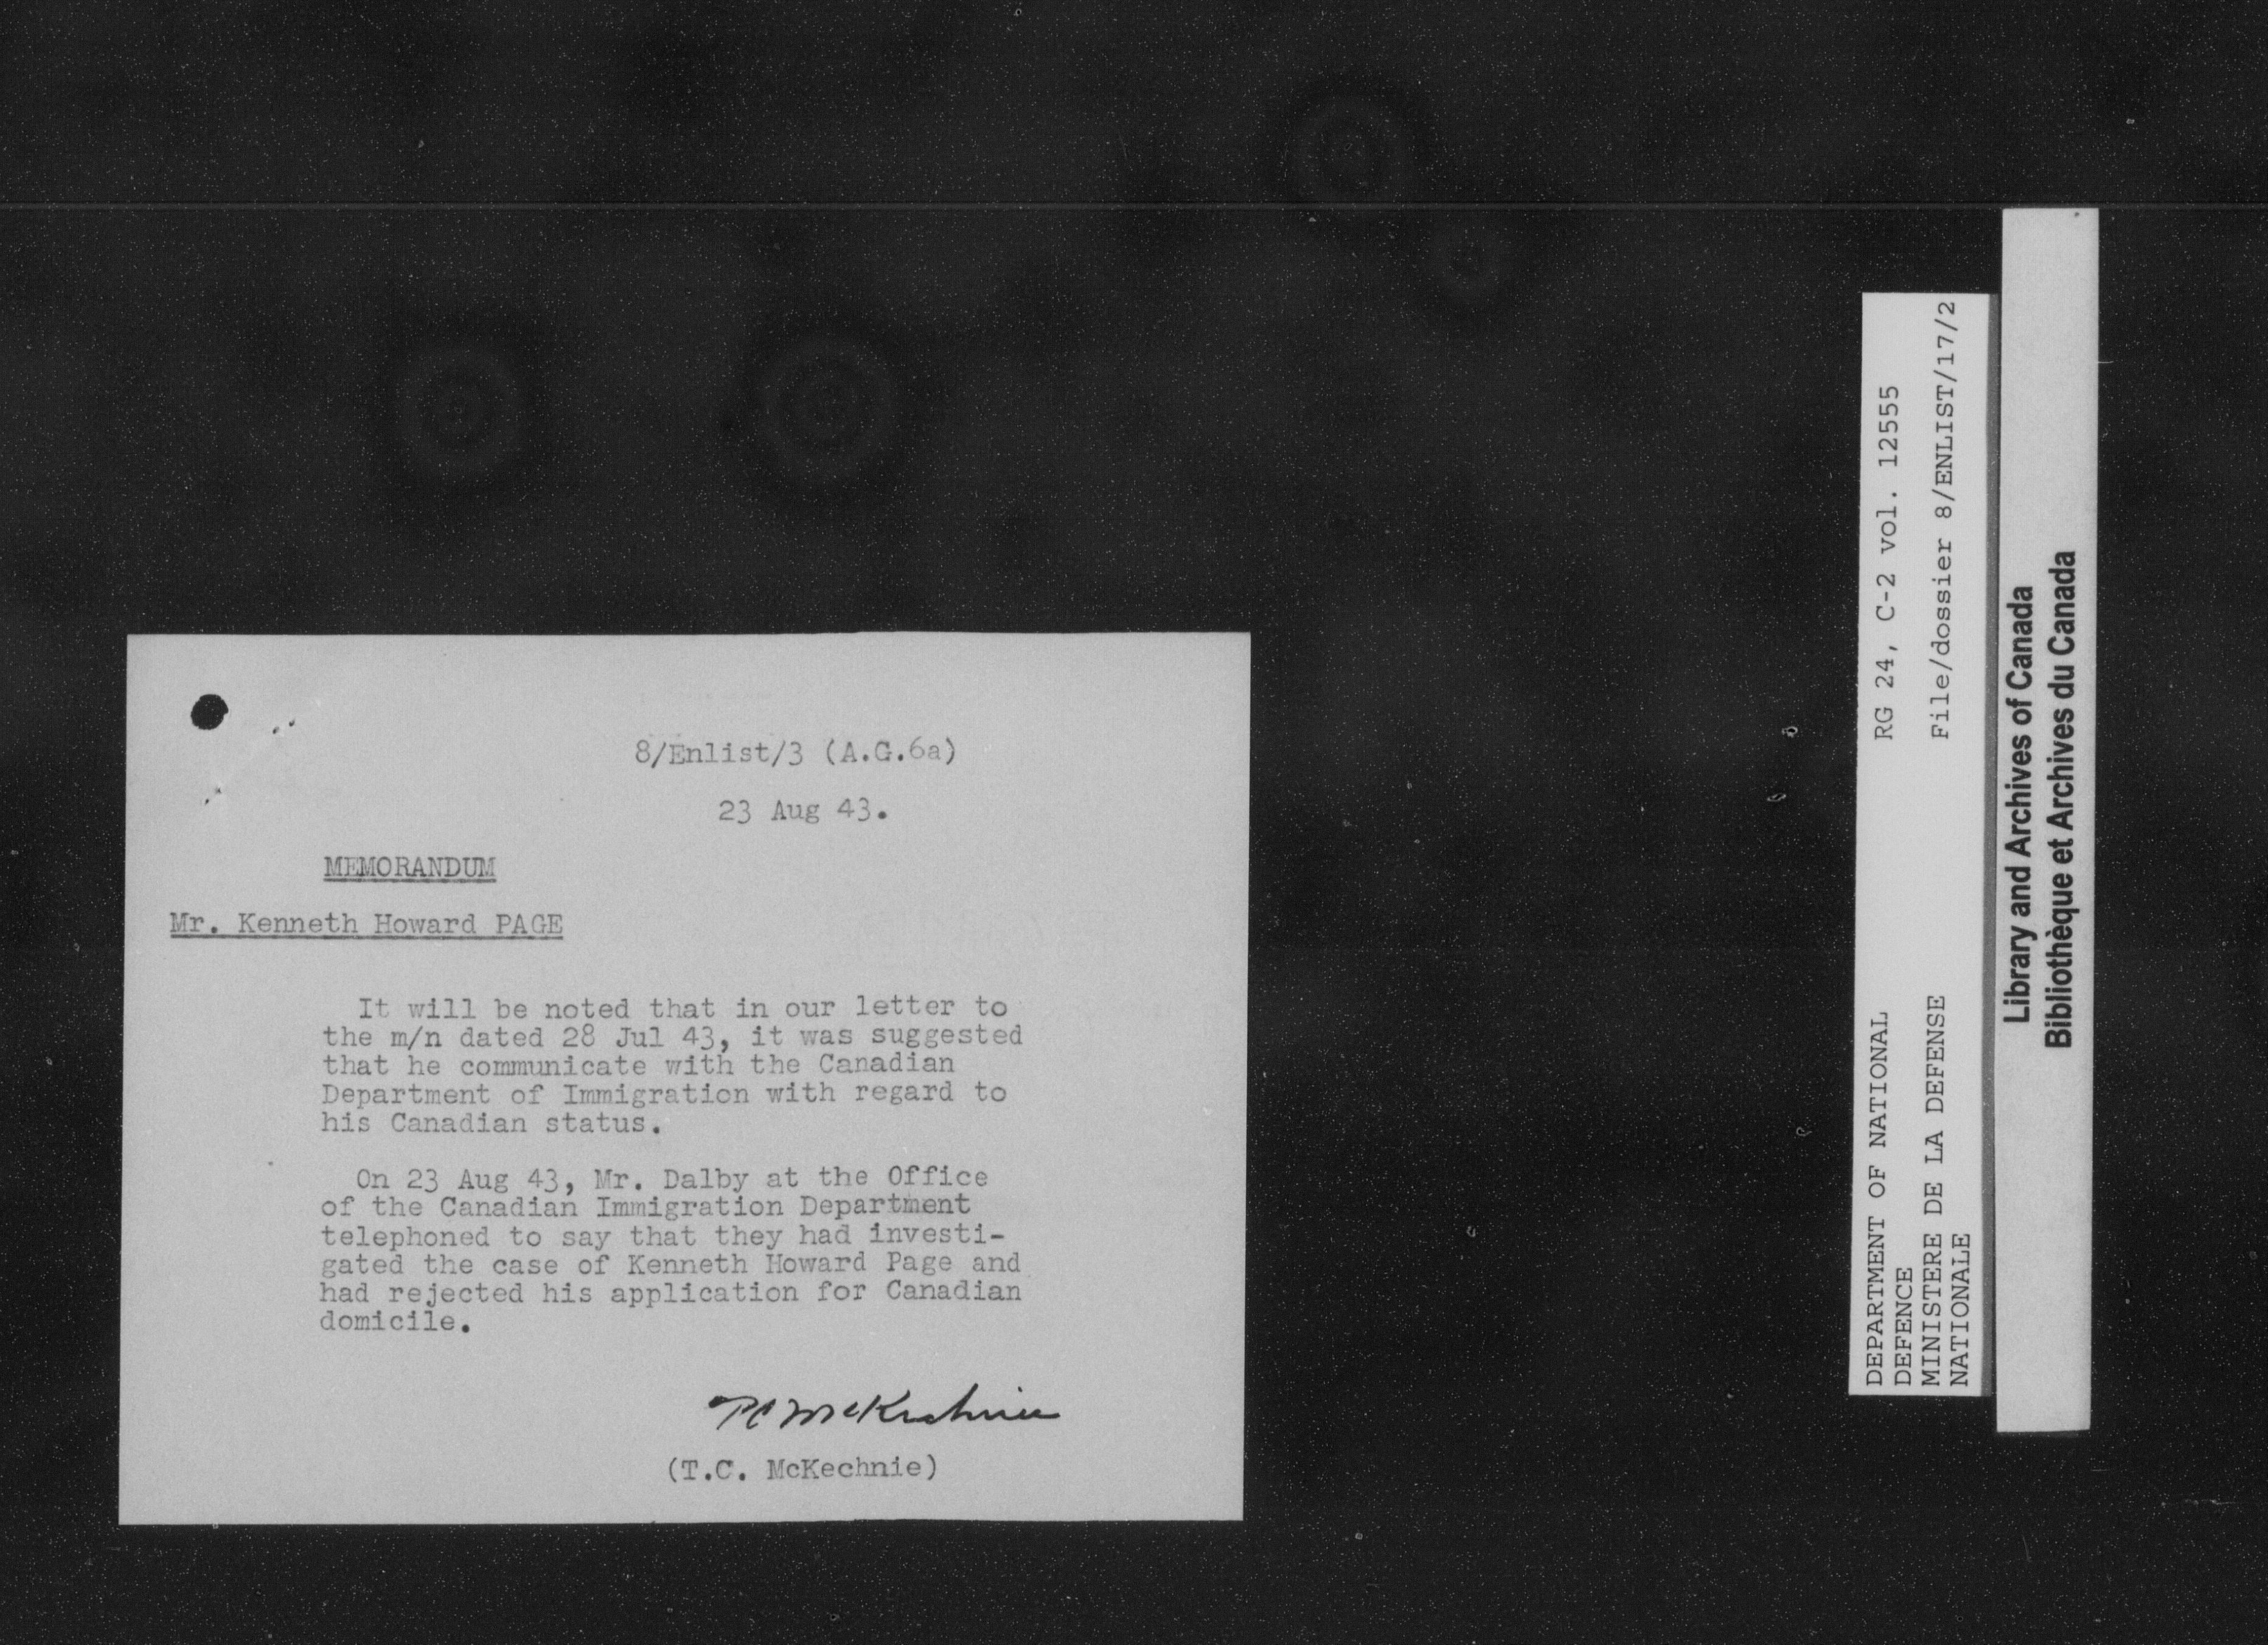 8/Enlist/3 (A.G.6a)
23 Aug 43.
MEMORANDUM
Mr. Kenneth Howard PAGE
It will be noted that in our letter to
the m/n dated 28 Jul 43, it was suggested
that he communicate with the Canadian
Department of Immigration with regard to
his Canadian status.
On 23 Aug 43, Mr. Dalby at the Office
of the Canadian Immigration Department
telephoned to say that they had investi-
gated the case of Kenneth Howard Page and
had rejected his application for Canadian
domicile.
TC McKechnie
(T.C. McKechnie)
DEPARTMENT OF NATIONAL RG 24, C-2 vol. 12555
DEFENCE
MINISTERE DE LA DEFENSE File/dossier 8/ENLIST/17/2
NATIONALE
Library and Archives of Canada
Bibliothèque et Archives du Canada